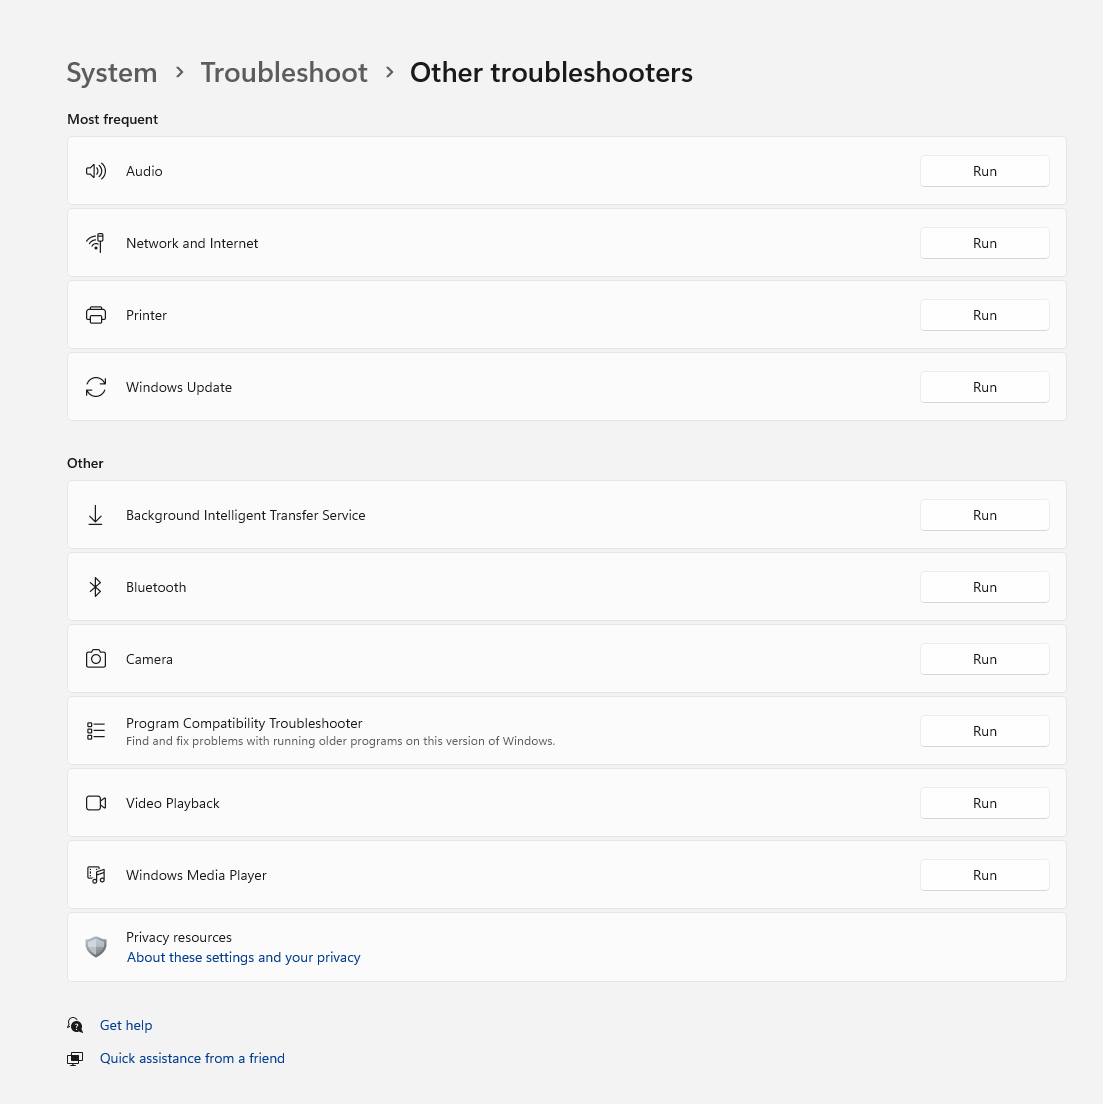 System > Troubleshoot > Other troubleshooters
Most frequent
Audio Run
Network and Internet Run
Printer Run
Windows Update Run
Other
Background Intelligent Transfer Service Run
Bluetooth Run
Camera Run
Program Compatibility Troubleshooter
Find and fix problems with running older programs on this version of Windows.
Run
Video Playback Run
Windows Media Player Run
Privacy resources
About these settings and your privacy
Get help
Quick assistance from a friend